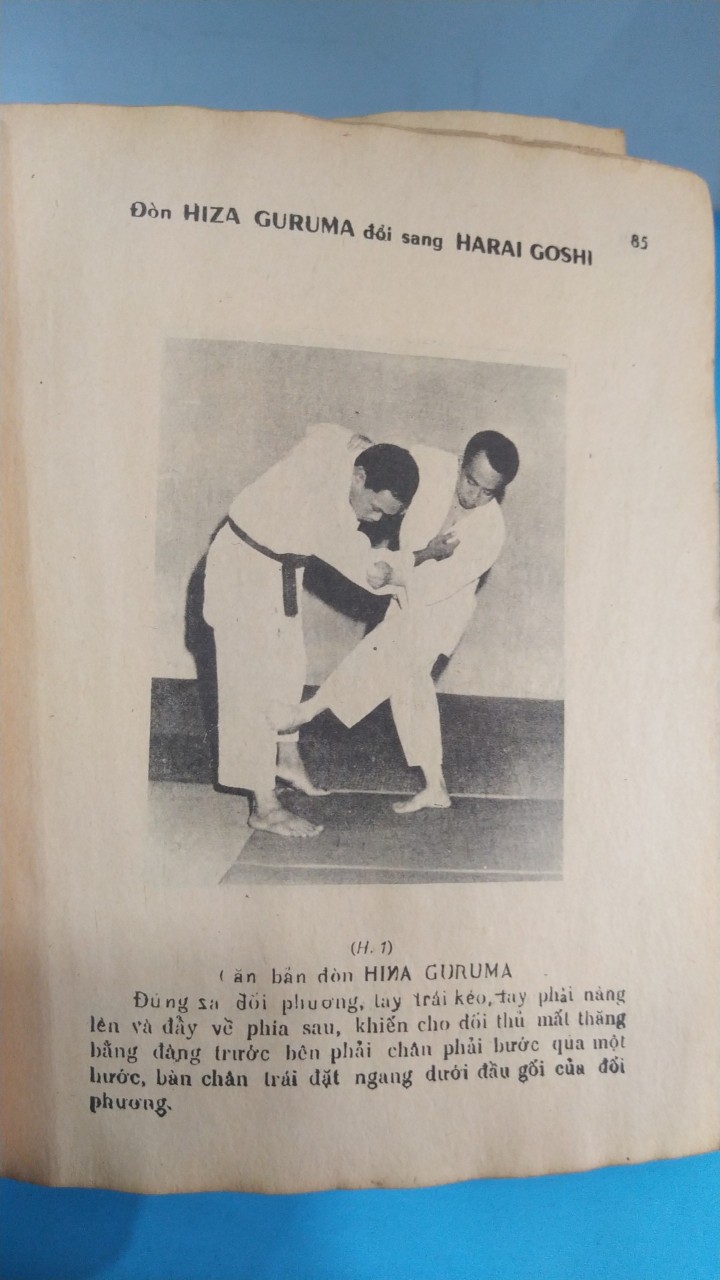 Đòn HIZA GURUMA đổi sang HARAI GOSHI
85
(H. 1)
Căn bản đòn HINA GURUMA
Đứng xa đối phương, tay trái kéo, tay phải nâng
lên và đẩy về phía sau, khiến cho đối thủ mất thăng
bằng đàng trước bên phải chân phải bước qua một
bước, bàn chân trái đặt ngang dưới đầu gối của đối
phương.